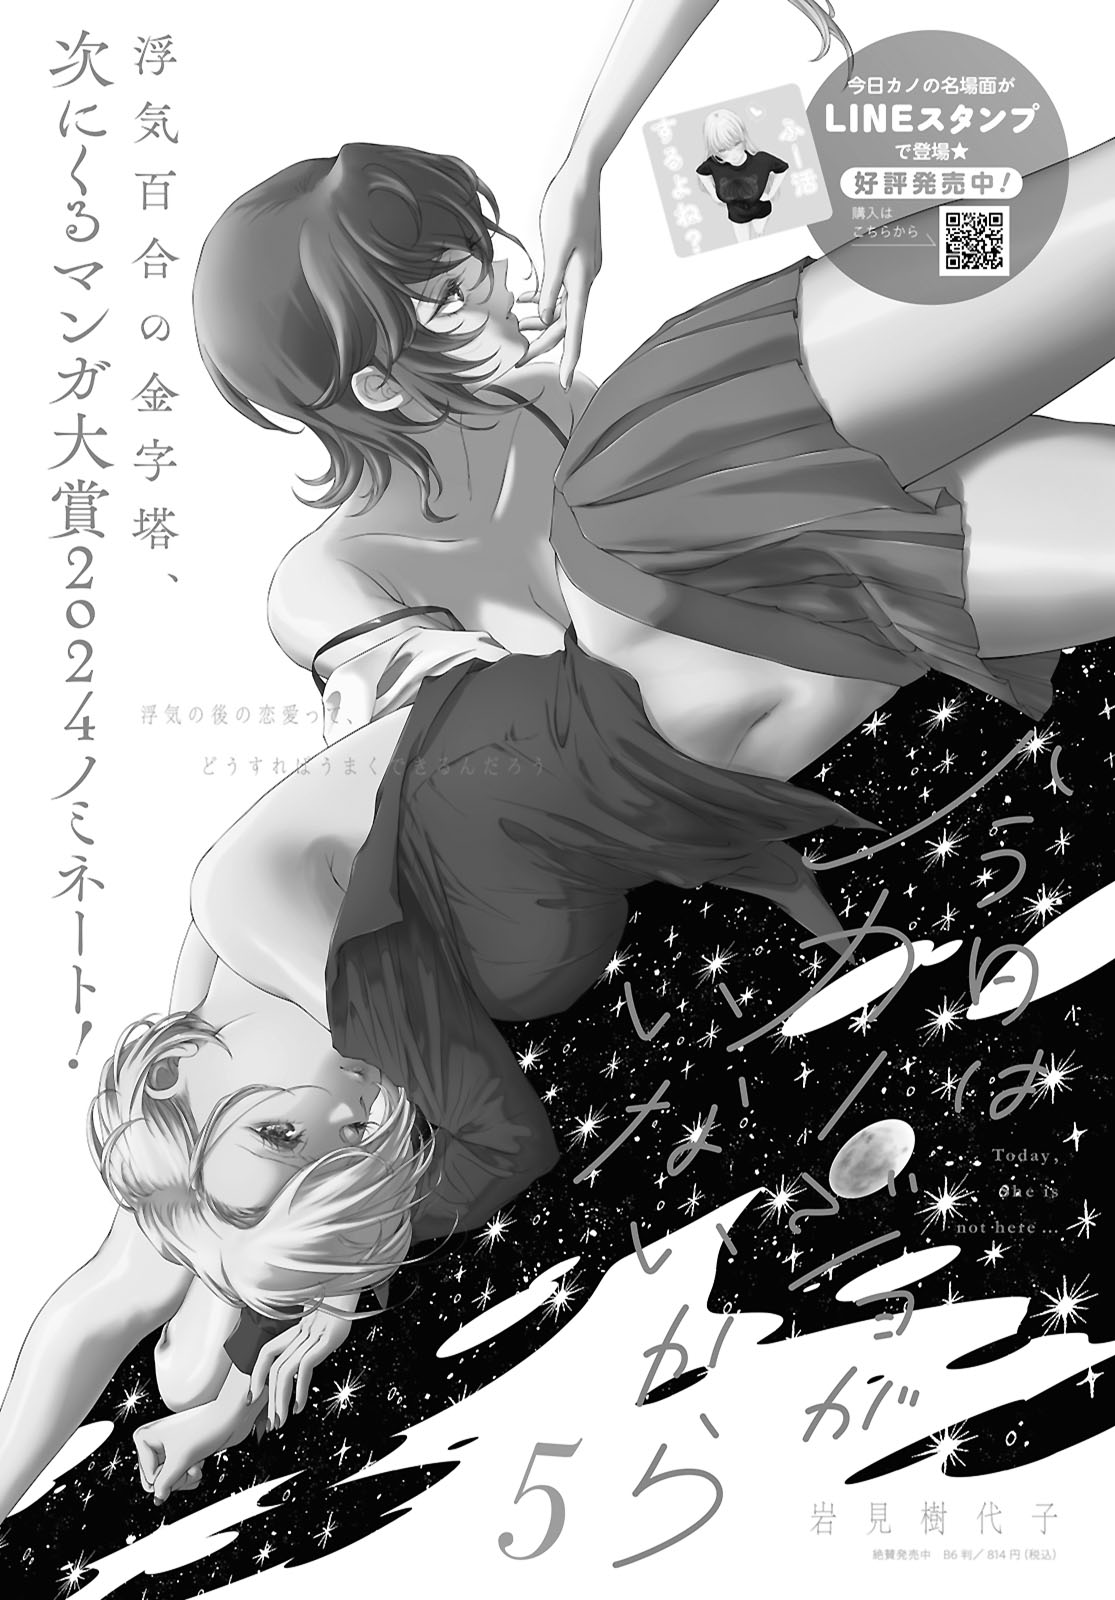 浮気百合の金字塔、
次にくるマンガ大賞2024ノミネート！
今日カノの名場面が
LINEスタンプ
で登場★
好評発売中！
購入は
こちらから
ふー活
するよね？
浮気の後の恋愛って、
どうすればうまくできるんだろう
今日は
カノジョが
いないから
Today,
She is
not here ...
5
岩見樹代子
絶賛発売中 B6判／814円（税込）